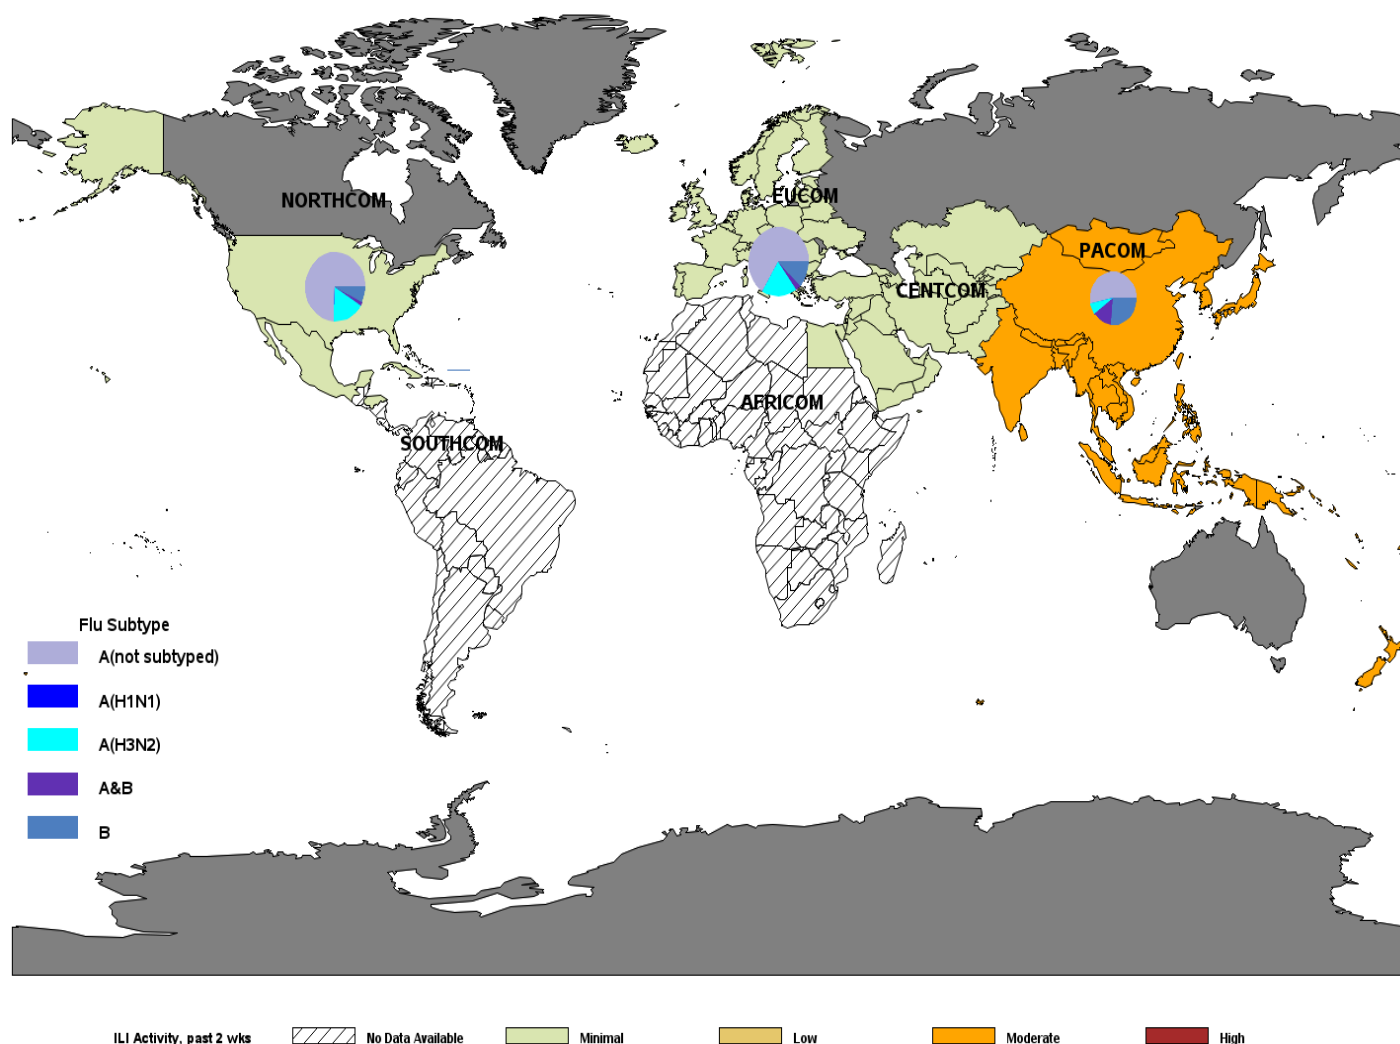 NORTHCOM
EUCOM
PACOM
CENTCOM
AFRICOM
SOUTHCOM
Flu Subtype
A(not subtyped)
A(H1N1)
A(H3N2)
A&B
B
ILI Activity, past 2 wks No Data Available Minimal Low Moderate High